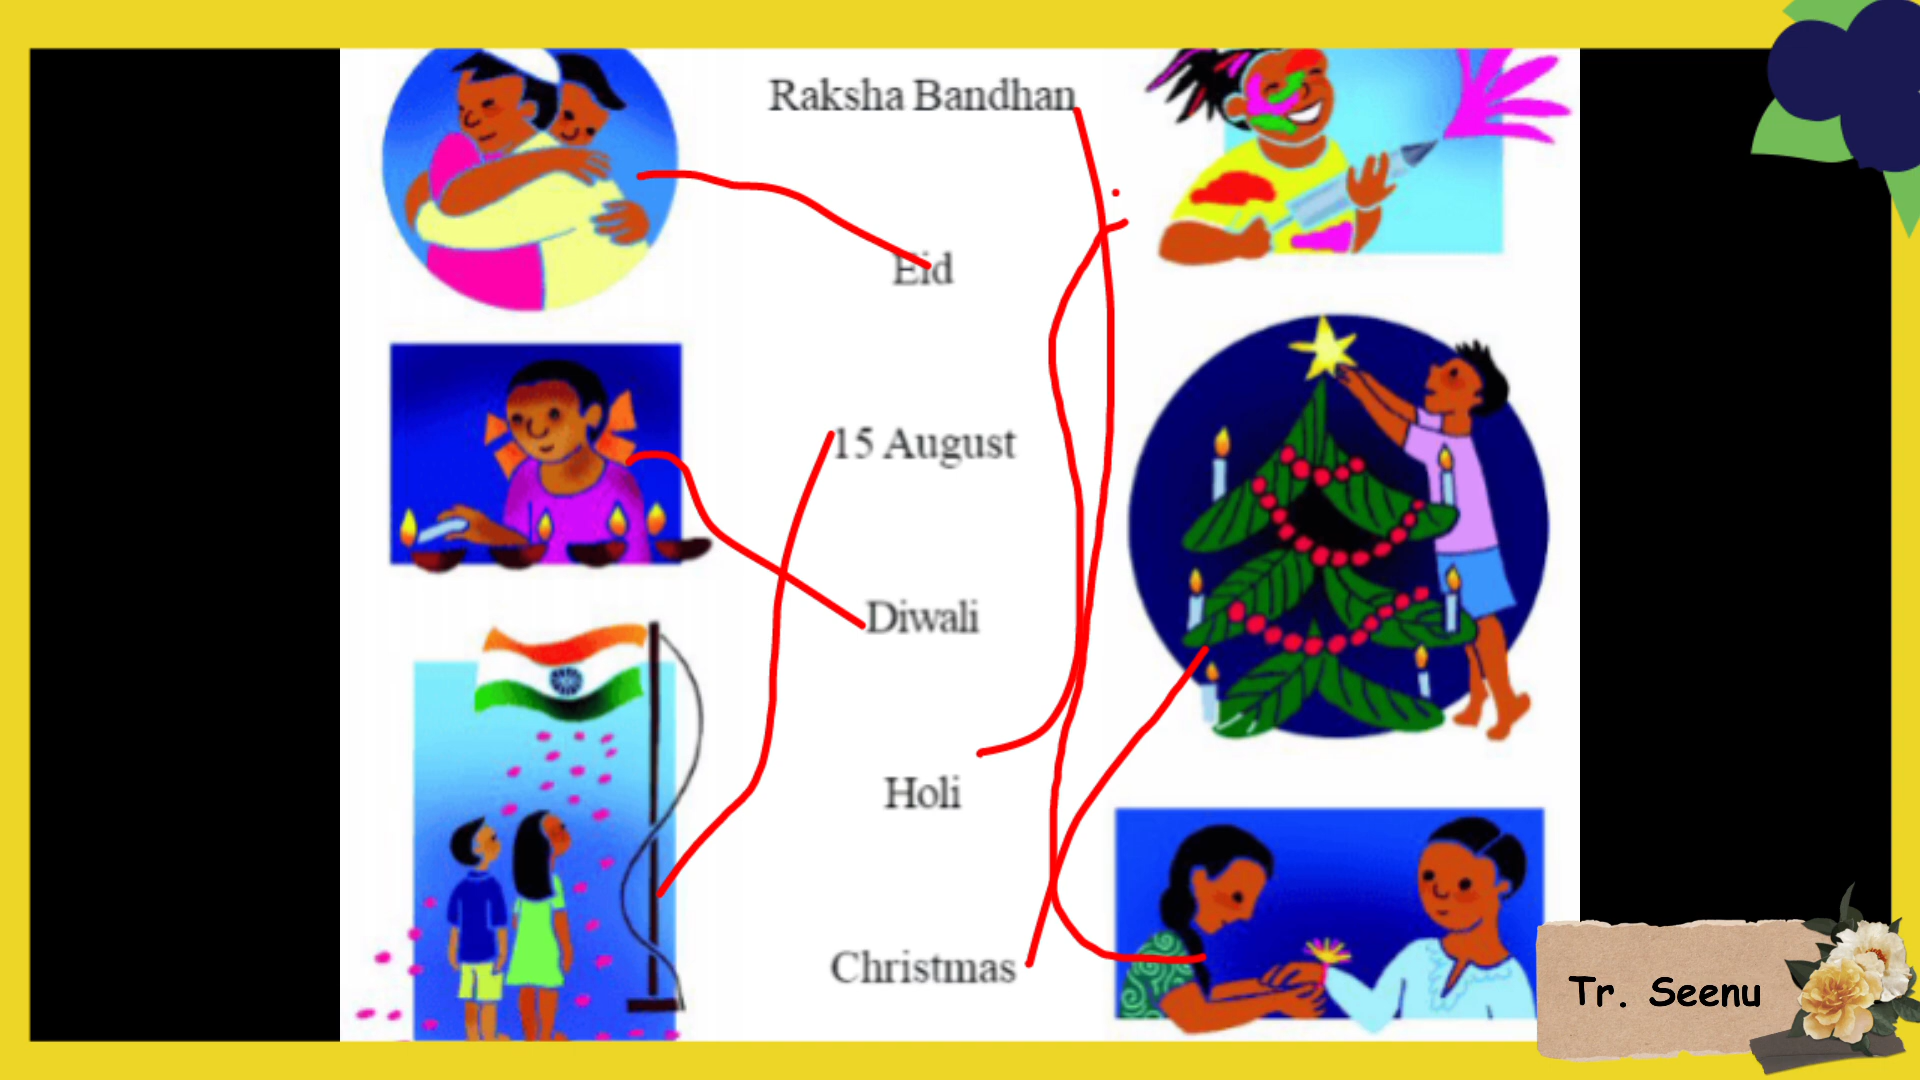 Raksha Bandhan
Eid
15 August
Diwali
Holi
Christmas
Tr. Seenu